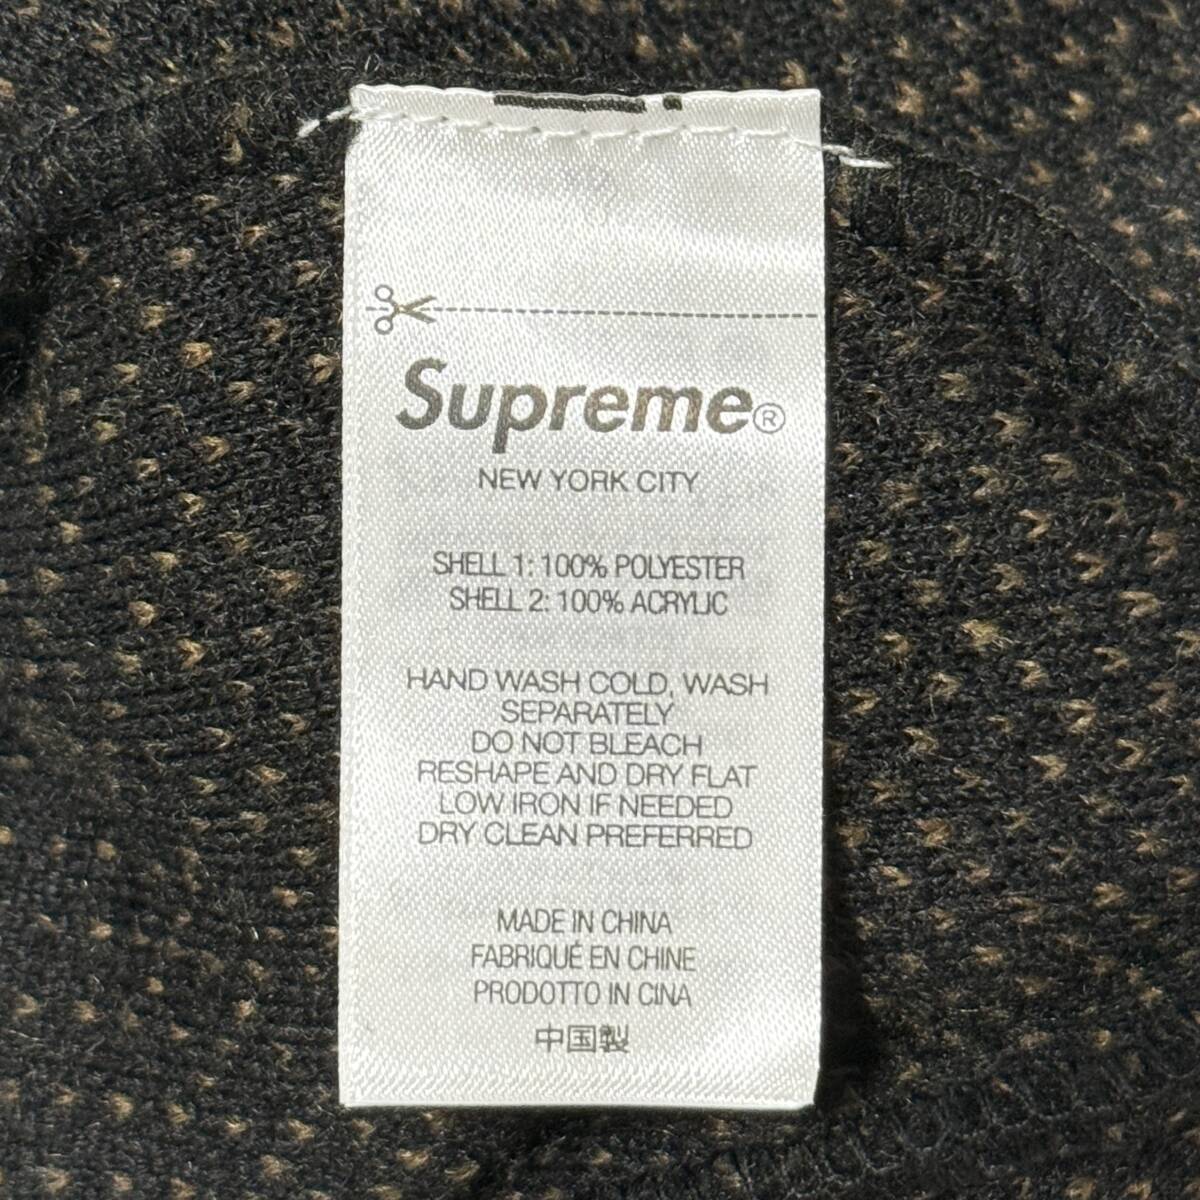 Supreme®
NEW YORK CITY
SHELL 1: 100% POLYESTER
SHELL 2: 100% ACRYLIC
HAND WASH COLD, WASH
SEPARATELY
DO NOT BLEACH
RESHAPE AND DRY FLAT
LOW IRON IF NEEDED
DRY CLEAN PREFERRED
MADE IN CHINA
FABRIQUÉ EN CHINE
PRODOTTO IN CINA
中国製